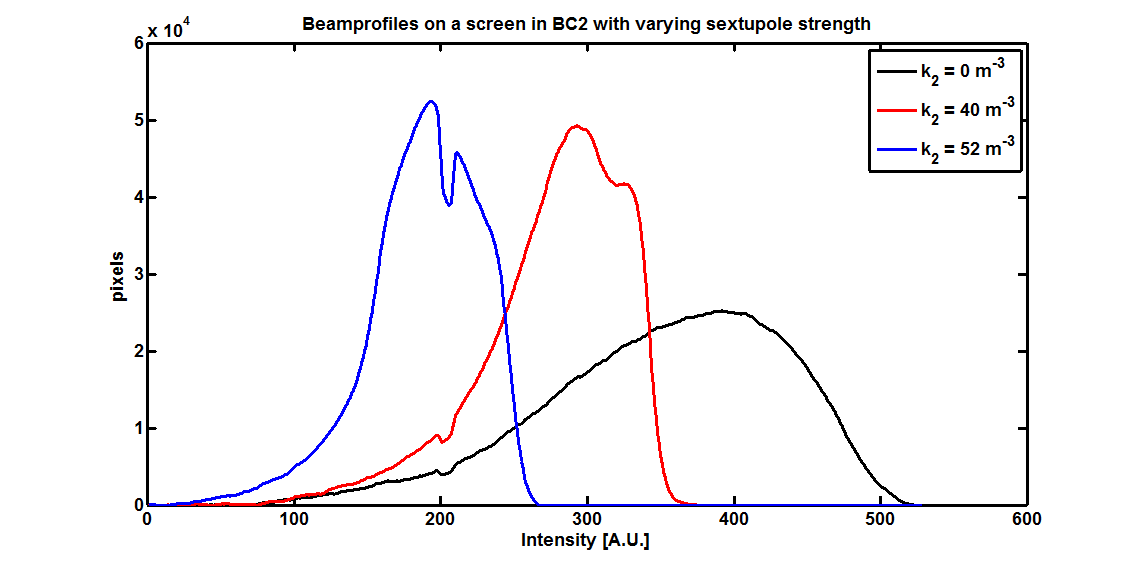 Beamprofiles on a screen in BC2 with varying sextupole strength
x 10^4
k_2 = 0 m^-3
k_2 = 40 m^-3
k_2 = 52 m^-3
6
5
4
3
2
1
0
pixels
0 100 200 300 400 500 600
Intensity [A.U.]